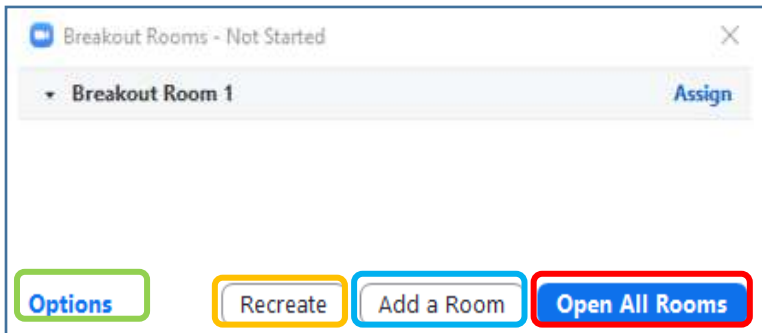 Breakout Rooms - Not Started
Breakout Room 1 Assign
Options Recreate Add a Room Open All Rooms